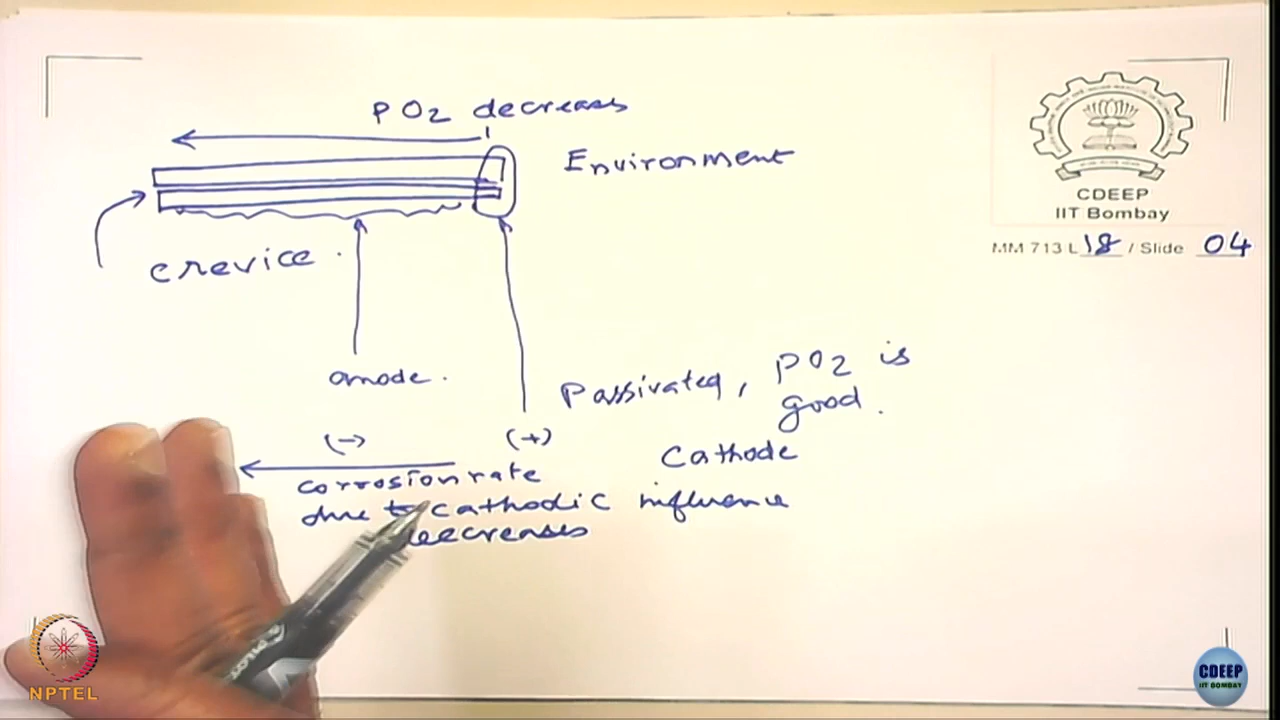 PO2 decreases
Environment
crevice.
anode.
Passivated, PO2 is
good.
(-)
(+)
Cathode
corrosion rate
due to cathodic influence
decreases
CDEEP
IIT Bombay
MM 713 L 18 / Slide 04
NPTEL
CDEEP
IIT BOMBAY